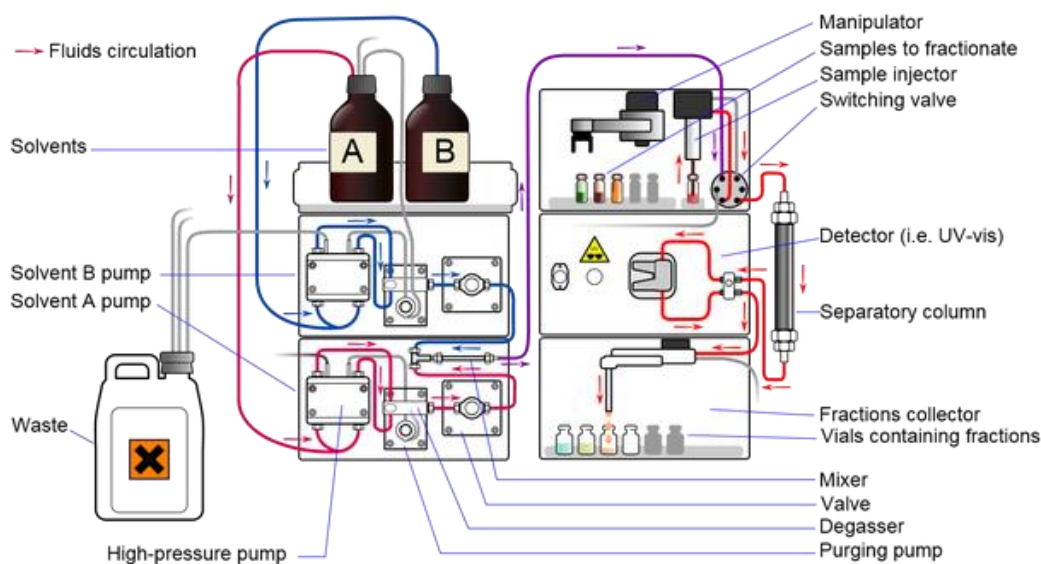 Fluids circulation
Solvents
A
B
Solvent B pump
Solvent A pump
Waste
High-pressure pump
Manipulator
Samples to fractionate
Sample injector
Switching valve
Detector (i.e. UV-vis)
Separatory column
Fractions collector
Vials containing fractions
Mixer
Valve
Degasser
Purging pump